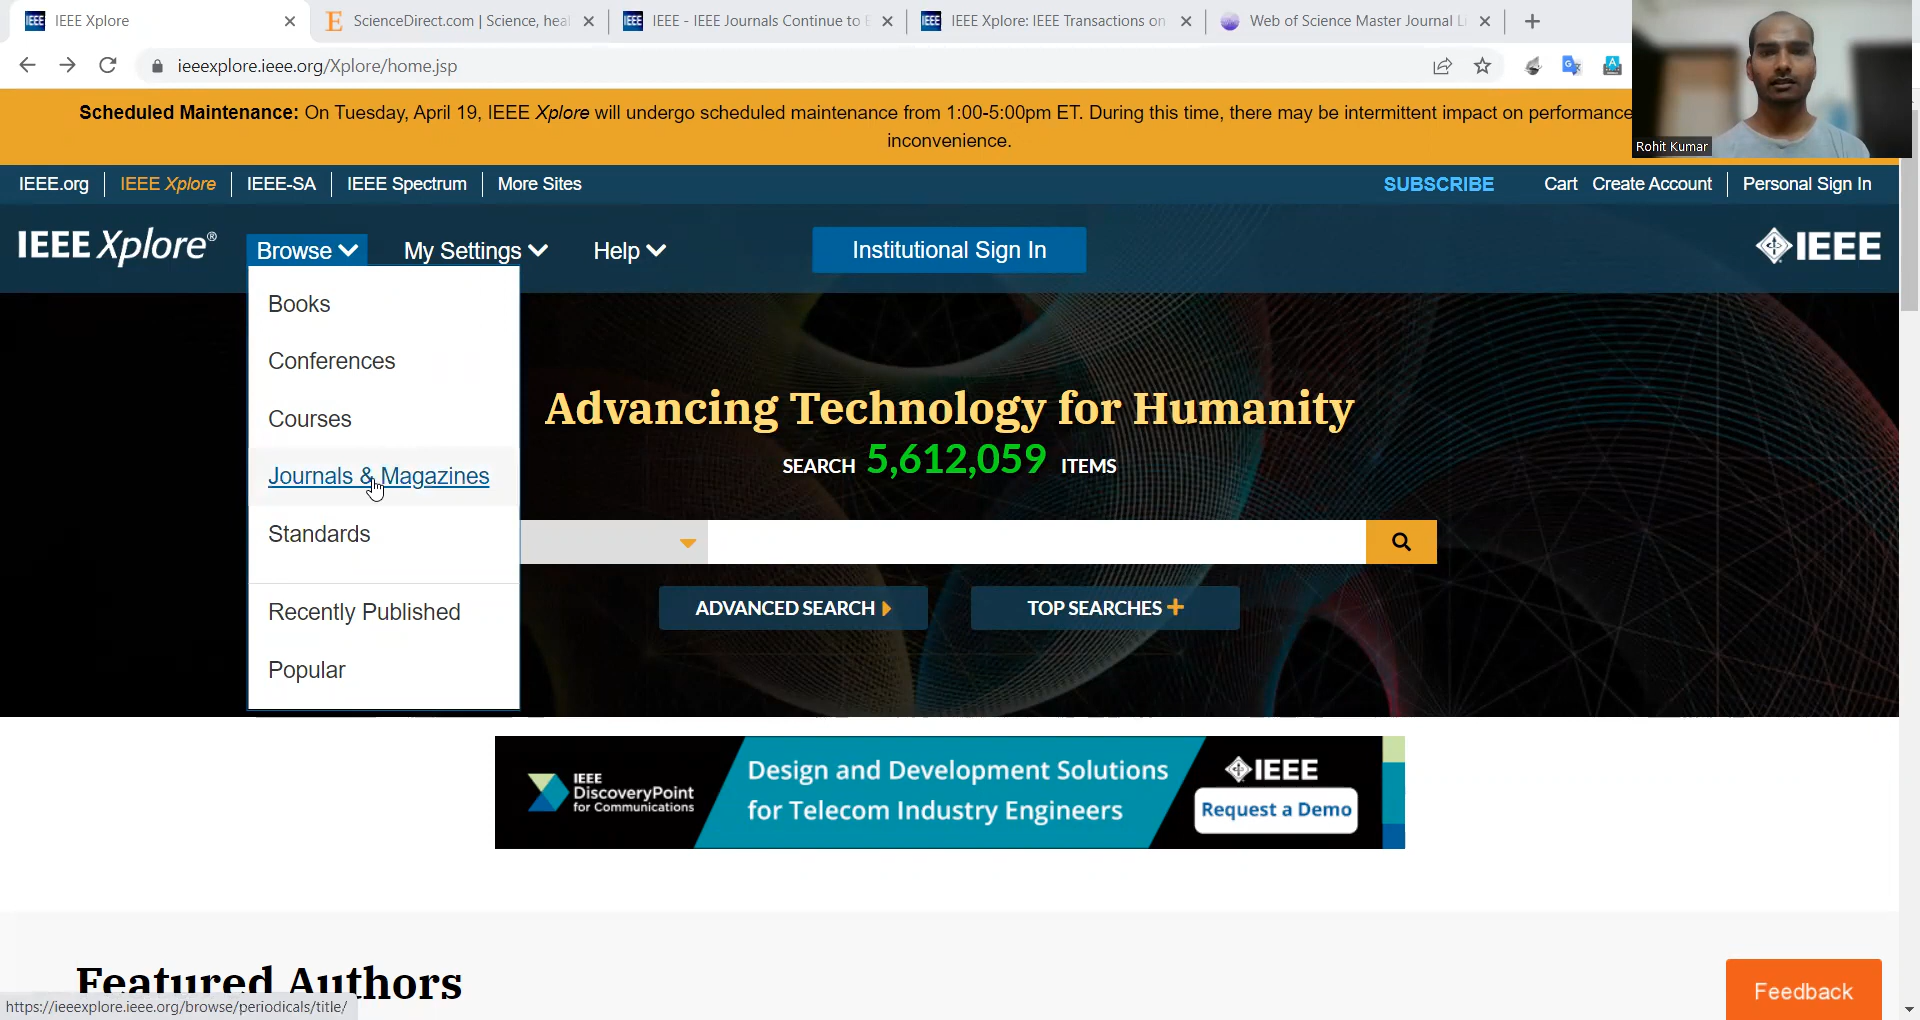 IEEE Xplore
ScienceDirect.com | Science, heal
IEEE - IEEE Journals Continue to E
IEEE Xplore: IEEE Transactions on
Web of Science Master Journal Li
ieeexplore.ieee.org/Xplore/home.jsp
Scheduled Maintenance: On Tuesday, April 19, IEEE Xplore will undergo scheduled maintenance from 1:00-5:00pm ET. During this time, there may be intermittent impact on performance
inconvenience.
Rohit Kumar
IEEE.org
IEEE Xplore
IEEE-SA
IEEE Spectrum
More Sites
SUBSCRIBE
Cart
Create Account
Personal Sign In
IEEE Xplore®
Browse
My Settings
Help
Institutional Sign In
IEEE
Books
Conferences
Courses
Journals & Magazines
Standards
Recently Published
Popular
Advancing Technology for Humanity
SEARCH 5,612,059 ITEMS
ADVANCED SEARCH
TOP SEARCHES
IEEE
DiscoveryPoint
for Communications
Design and Development Solutions
for Telecom Industry Engineers
IEEE
Request a Demo
Featured Authors
Feedback
https://ieeexplore.ieee.org/browse/periodicals/title/